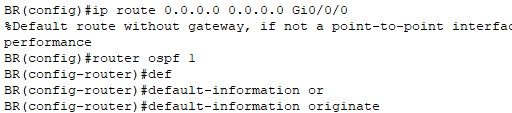 BR(config)#ip route 0.0.0.0 0.0.0.0 Gi0/0/0
%Default route without gateway, if not a point-to-point
performance
BR(config)#router ospf 1
BR(config-router)#def
BR(config-router)#default-information or
BR(config-router)#default-information originate